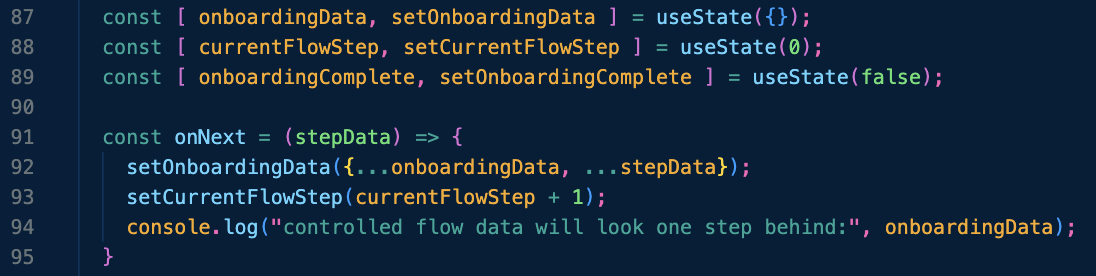 87 const [ onboardingData, setOnboardingData ] = useState({});
88 const [ currentFlowStep, setCurrentFlowStep ] = useState(0);
89 const [ onboardingComplete, setOnboardingComplete ] = useState(false);
90
91 const onNext = (stepData) => {
92 setOnboardingData({...onboardingData, ...stepData});
93 setCurrentFlowStep(currentFlowStep + 1);
94 console.log("controlled flow data will look one step behind:", onboardingData);
95 }